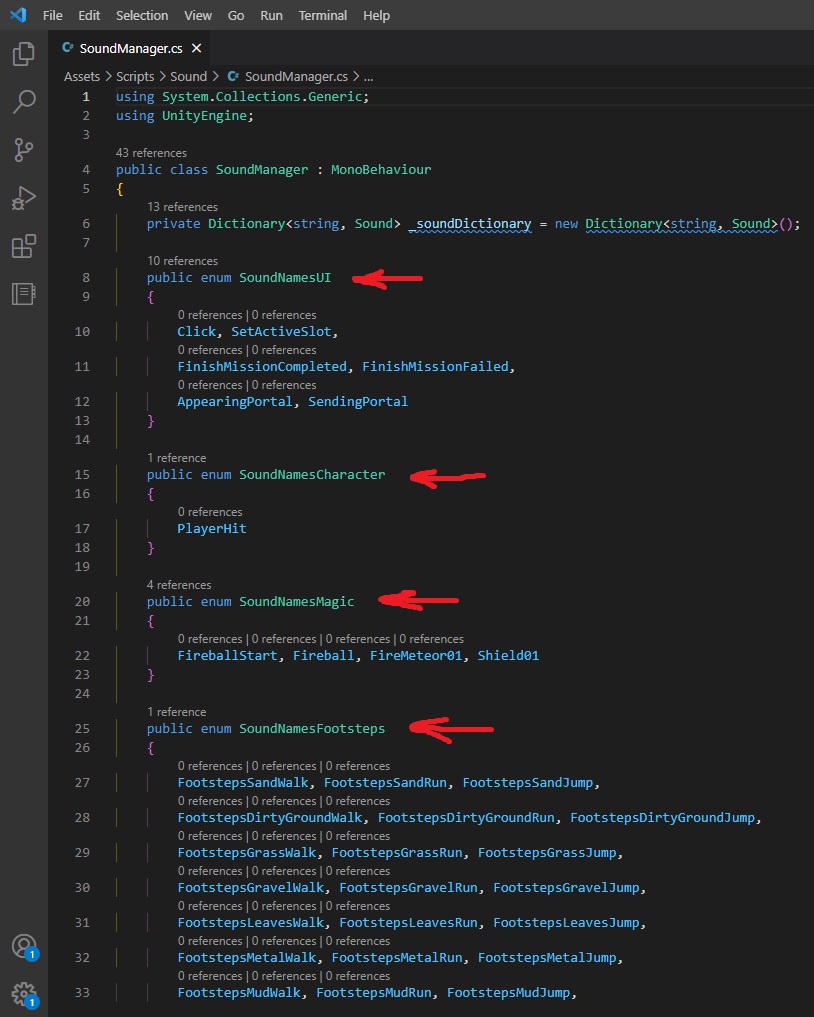 File Edit Selection View Go Run Terminal Help
C# SoundManager.cs ×
Assets > Scripts > Sound > C# SoundManager.cs > ...
1 using System.Collections.Generic;
2 using UnityEngine;
3
43 references
4 public class SoundManager : MonoBehaviour
5 {
13 references
6 private Dictionary<string, Sound> _soundDictionary = new Dictionary<string, Sound>();
7
10 references
8 public enum SoundNamesUI
9 {
0 references | 0 references
10 Click, SetActiveSlot,
0 references | 0 references
11 FinishMissionCompleted, FinishMissionFailed,
0 references | 0 references
12 AppearingPortal, SendingPortal
13 }
14
1 reference
15 public enum SoundNamesCharacter
16 {
0 references
17 PlayerHit
18 }
19
4 references
20 public enum SoundNamesMagic
21 {
0 references | 0 references | 0 references | 0 references
22 FireballStart, Fireball, FireMeteor01, Shield01
23 }
24
1 reference
25 public enum SoundNamesFootsteps
26 {
0 references | 0 references | 0 references
27 FootstepsSandWalk, FootstepsSandRun, FootstepsSandJump,
0 references | 0 references | 0 references
28 FootstepsDirtyGroundWalk, FootstepsDirtyGroundRun, FootstepsDirtyGroundJump,
0 references | 0 references | 0 references
29 FootstepsGrassWalk, FootstepsGrassRun, FootstepsGrassJump,
0 references | 0 references | 0 references
30 FootstepsGravelWalk, FootstepsGravelRun, FootstepsGravelJump,
0 references | 0 references | 0 references
31 FootstepsLeavesWalk, FootstepsLeavesRun, FootstepsLeavesJump,
0 references | 0 references | 0 references
32 FootstepsMetalWalk, FootstepsMetalRun, FootstepsMetalJump,
0 references | 0 references | 0 references
33 FootstepsMudWalk, FootstepsMudRun, FootstepsMudJump,
1
1